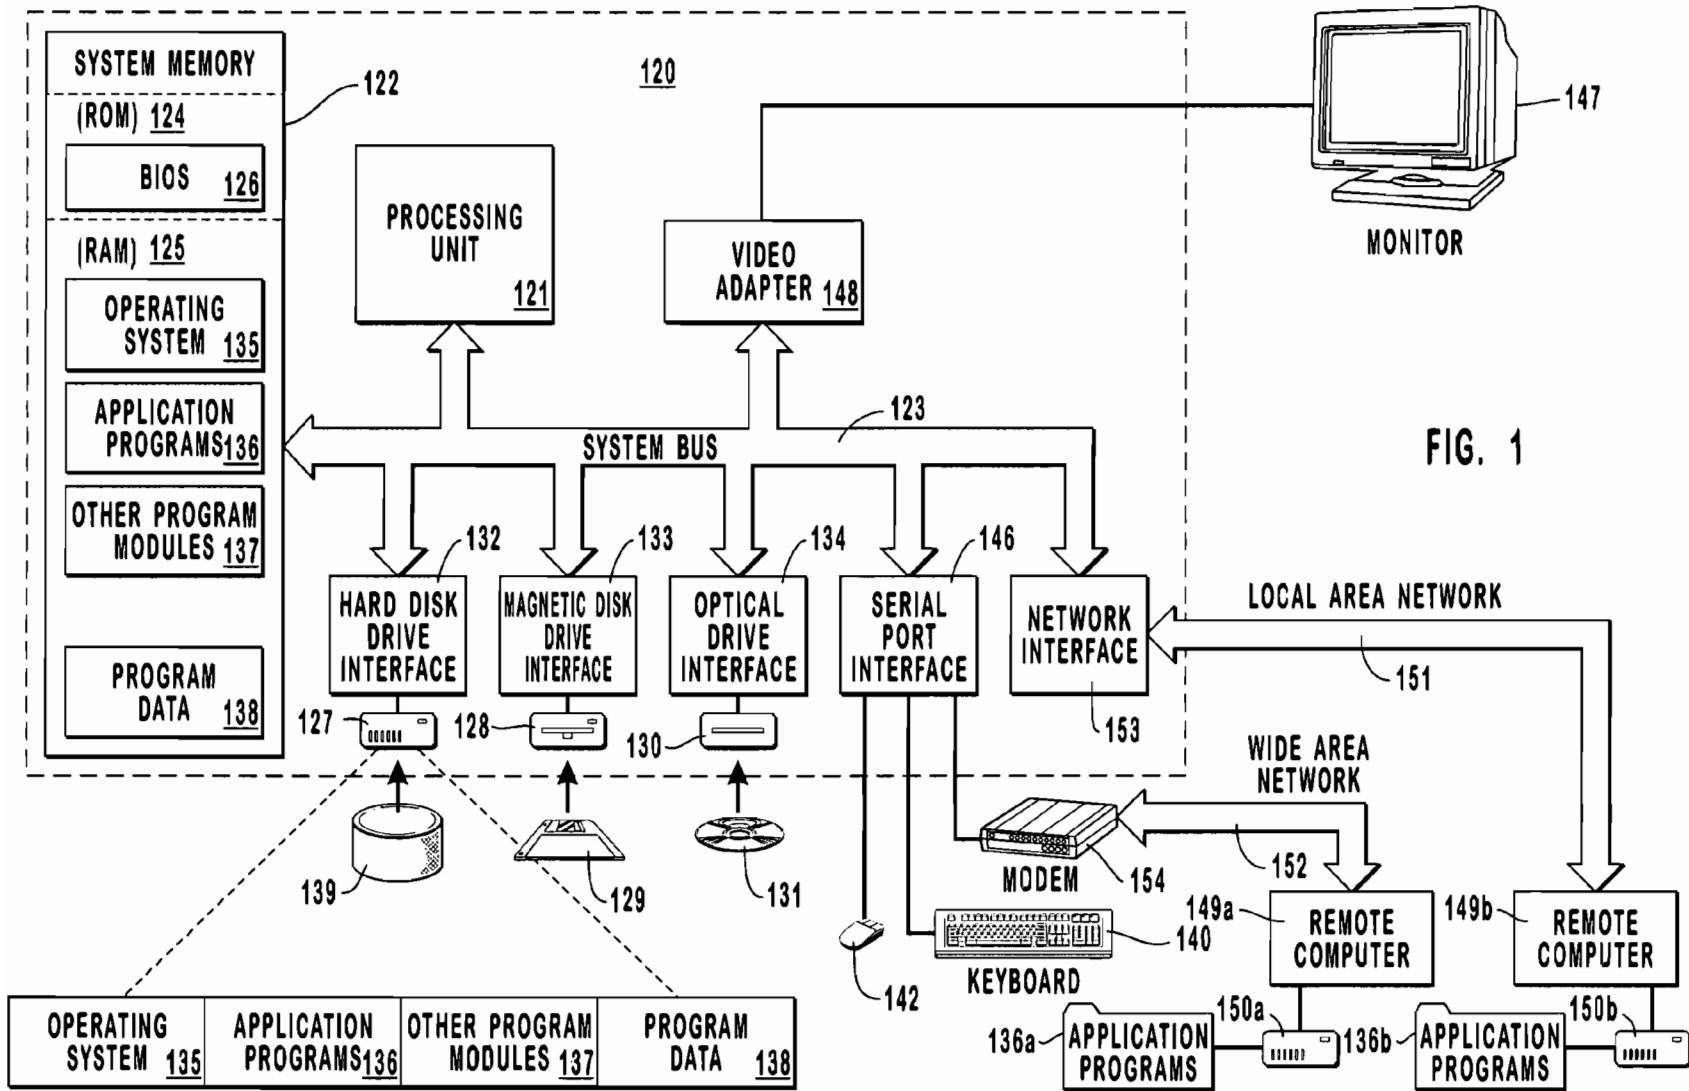 SYSTEM MEMORY
(ROM) 124
BIOS 126
(RAM) 125
OPERATING
SYSTEM 135
APPLICATION
PROGRAMS 136
OTHER PROGRAM
MODULES 137
PROGRAM
DATA 138
122
120
PROCESSING
UNIT
121
VIDEO
ADAPTER 148
147
MONITOR
123
SYSTEM BUS
FIG. 1
132
HARD DISK
DRIVE
INTERFACE
133
MAGNETIC DISK
DRIVE
INTERFACE
134
OPTICAL
DRIVE
INTERFACE
146
SERIAL
PORT
INTERFACE
NETWORK
INTERFACE
153
LOCAL AREA NETWORK
151
127
128
130
WIDE AREA
NETWORK
152
139
129
131
MODEM
154
142
140
KEYBOARD
149a
REMOTE
COMPUTER
149b
REMOTE
COMPUTER
150a
136a
APPLICATION
PROGRAMS
150b
136b
APPLICATION
PROGRAMS
OPERATING
SYSTEM 135
APPLICATION
PROGRAMS 136
OTHER PROGRAM
MODULES 137
PROGRAM
DATA 138